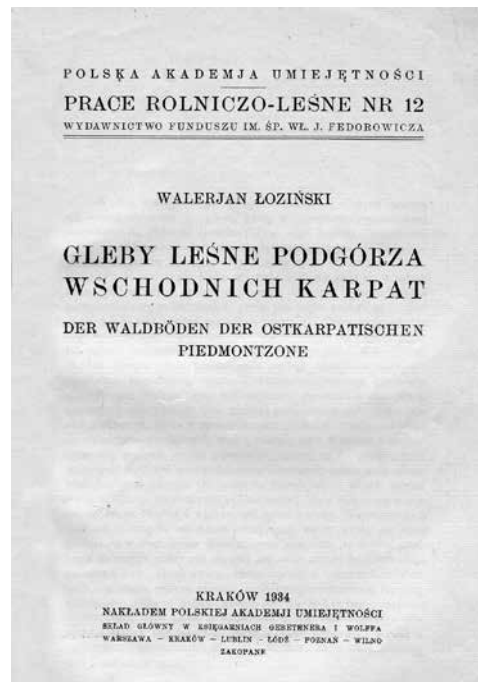 POLSKA AKADEMJA UMIEJĘTNOŚCI
PRACE ROLNICZO-LEŚNE NR 12
WYDAWNICTWO FUNDUSZU IM. ŚP. WŁ. J. FEDOROWICZA
WALERJAN ŁOZIŃSKI
GLEBY LEŚNE PODGÓRZA
WSCHODNICH KARPAT
DER WALDBÖDEN DER OSTKARPATISCHEN
PIEDMONTZONE
KRAKÓW 1934
NAKŁADEM POLSKIEJ AKADEMJI UMIEJĘTNOŚCI
SKŁAD GŁÓWNY W KSIĘGARNIACH GEBETHNERA I WOLFFA
WARSZAWA – KRAKÓW – LUBLIN – ŁÓDŹ – POZNAŃ – WILNO
ZAKOPANE